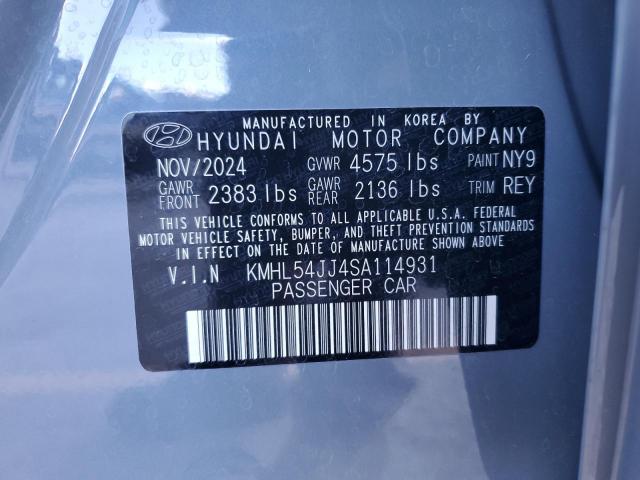 MANUFACTURED IN KOREA BY
HYUNDAI MOTOR COMPANY
NOV/2024 GVWR 4575 lbs PAINT NY9
GAWR FRONT 2383 lbs GAWR REAR 2136 lbs TRIM REY
THIS VEHICLE CONFORMS TO ALL APPLICABLE U.S.A. FEDERAL
MOTOR VEHICLE SAFETY, BUMPER, AND THEFT PREVENTION STANDARDS
IN EFFECT ON THE DATE OF MANUFACTURE SHOWN ABOVE.
V.I.N KMHL54JJ4SA114931
PASSENGER CAR